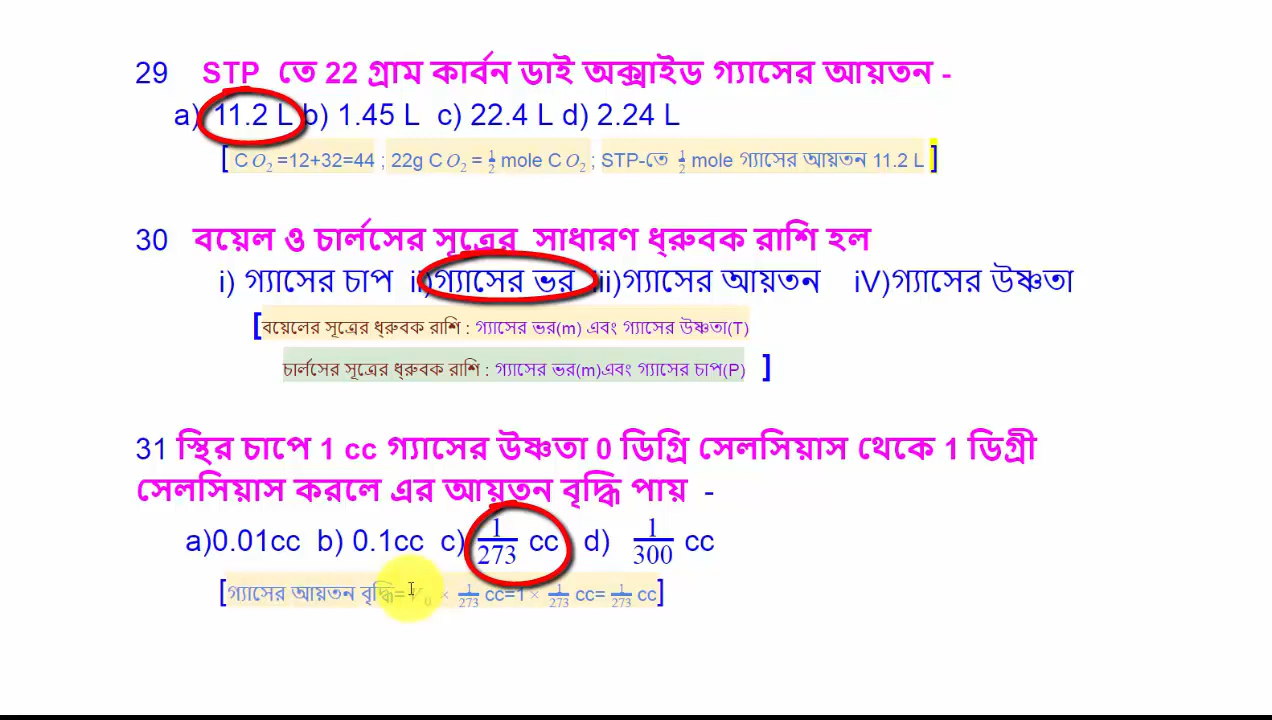 29 STP তে 22 গ্রাম কার্বন ডাই অক্সাইড গ্যাসের আয়তন -
a) 11.2 L b) 1.45 L c) 22.4 L d) 2.24 L
[ C O₂ =12+32=44 ; 22g C O₂ = ½ mole C O₂ ; STP-তে ½ mole গ্যাসের আয়তন 11.2 L ]
30 বয়েল ও চার্লসের সূত্রের সাধারণ ধ্রুবক রাশি হল
i) গ্যাসের চাপ ii)গ্যাসের ভর iii)গ্যাসের আয়তন iV)গ্যাসের উষ্ণতা
[বয়েলের সূত্রের ধ্রুবক রাশি : গ্যাসের ভর(m) এবং গ্যাসের উষ্ণতা(T)
চার্লসের সূত্রের ধ্রুবক রাশি : গ্যাসের ভর(m)এবং গ্যাসের চাপ(P) ]
31 স্থির চাপে 1 cc গ্যাসের উষ্ণতা 0 ডিগ্রি সেলসিয়াস থেকে 1 ডিগ্রী
সেলসিয়াস করলে এর আয়তন বৃদ্ধি পায় -
a)0.01cc b) 0.1cc c) 1/273 cc d) 1/300 cc
[গ্যাসের আয়তন বৃদ্ধি= V₀ × 1/273 cc=1 × 1/273 cc= 1/273 cc]